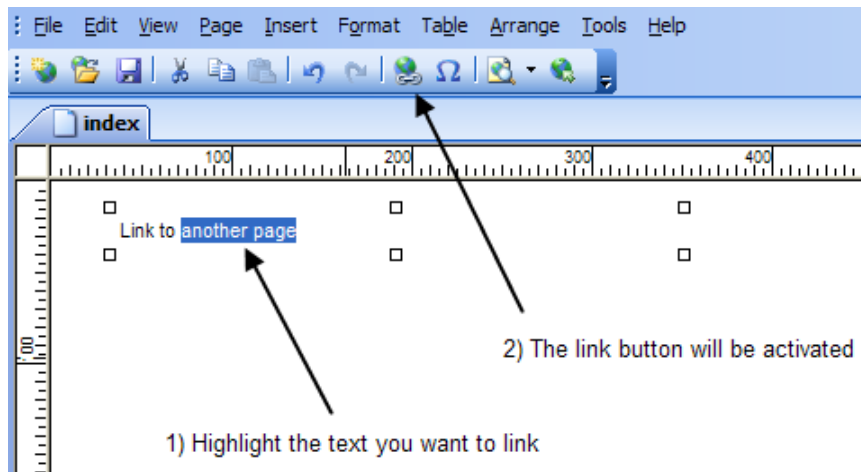 File Edit View Page Insert Format Table Arrange Tools Help
Ω
index
100 200 300 400
Link to another page
100
2) The link button will be activated
1) Highlight the text you want to link